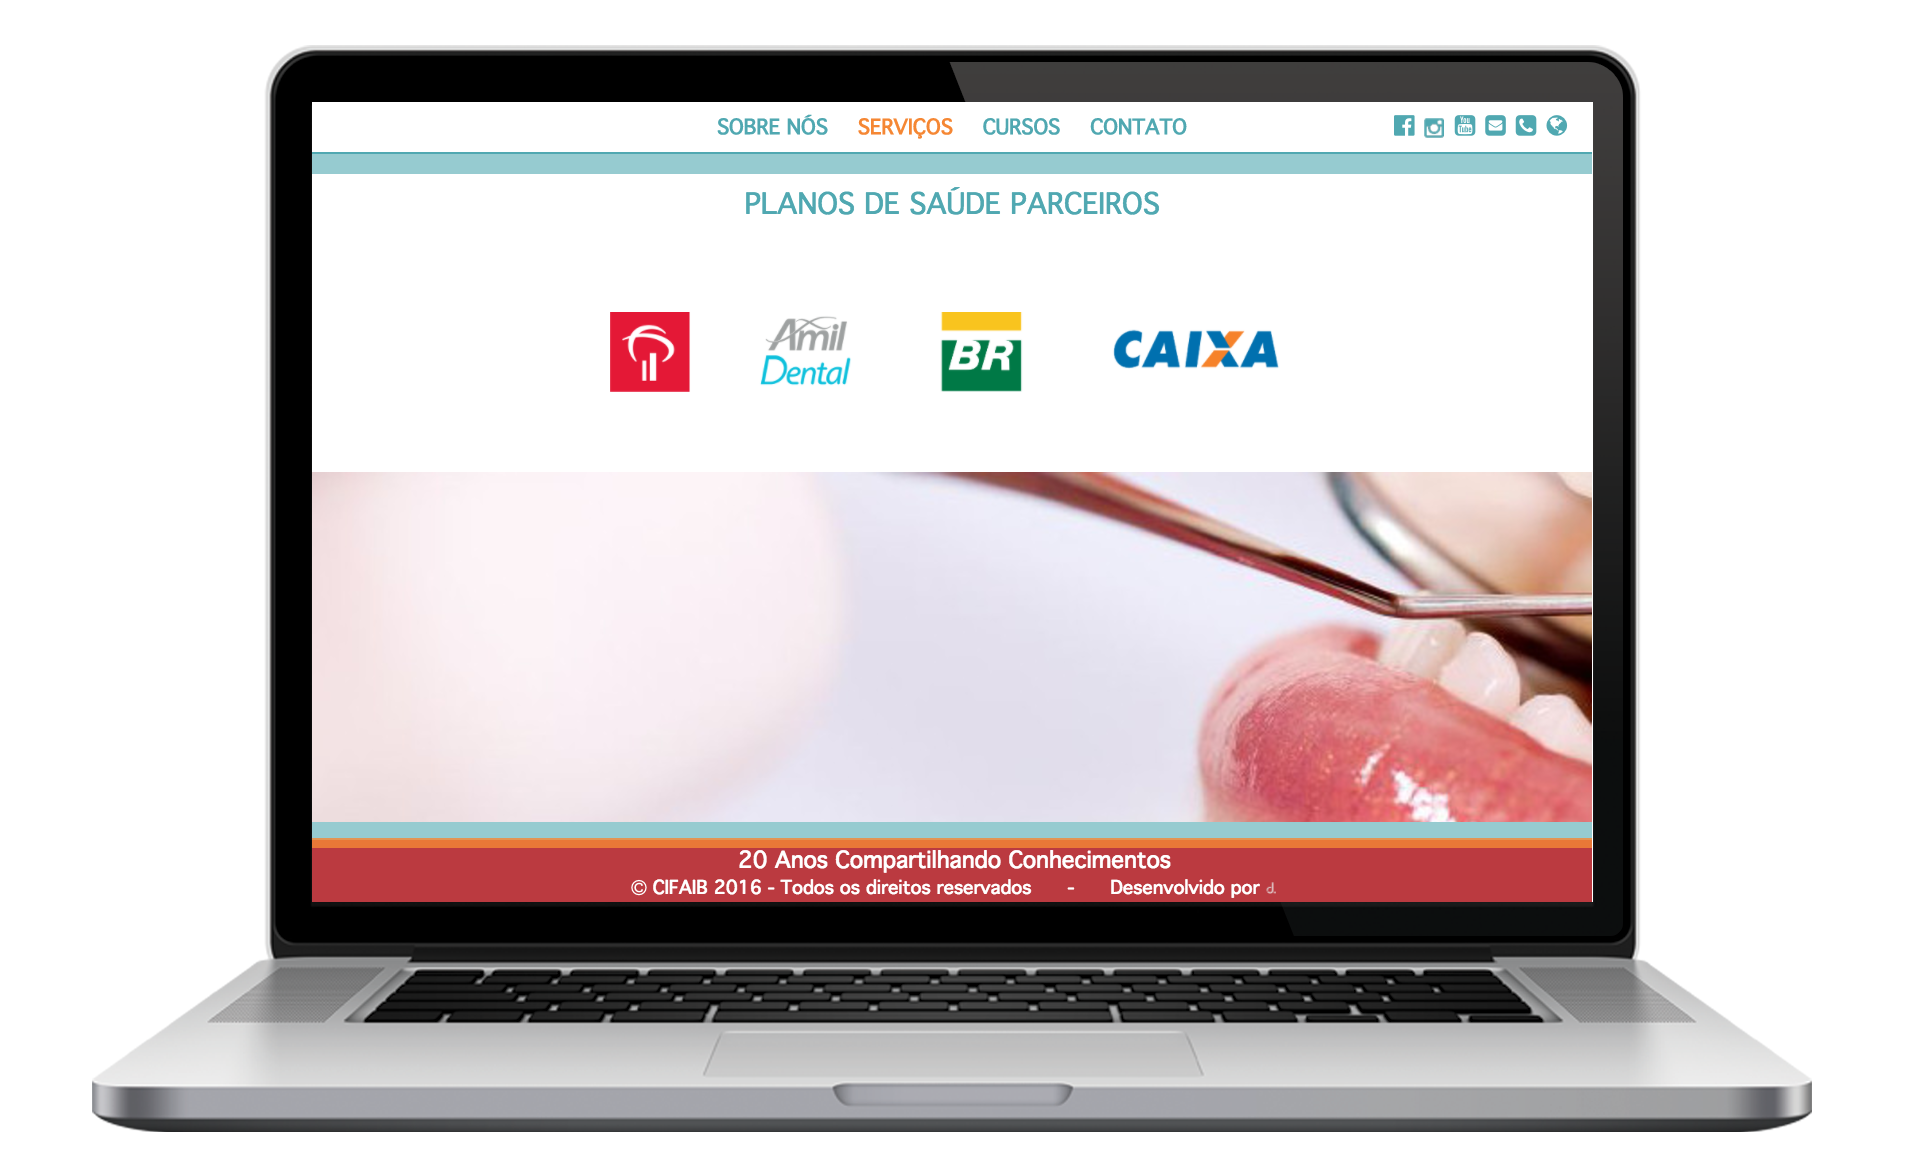 SOBRE NÓS SERVIÇOS CURSOS CONTATO You Tube
PLANOS DE SAÚDE PARCEIROS
Amil
Dental
BR
CAIXA
20 Anos Compartilhando Conhecimentos
© CIFAIB 2016 - Todos os direitos reservados - Desenvolvido por d.